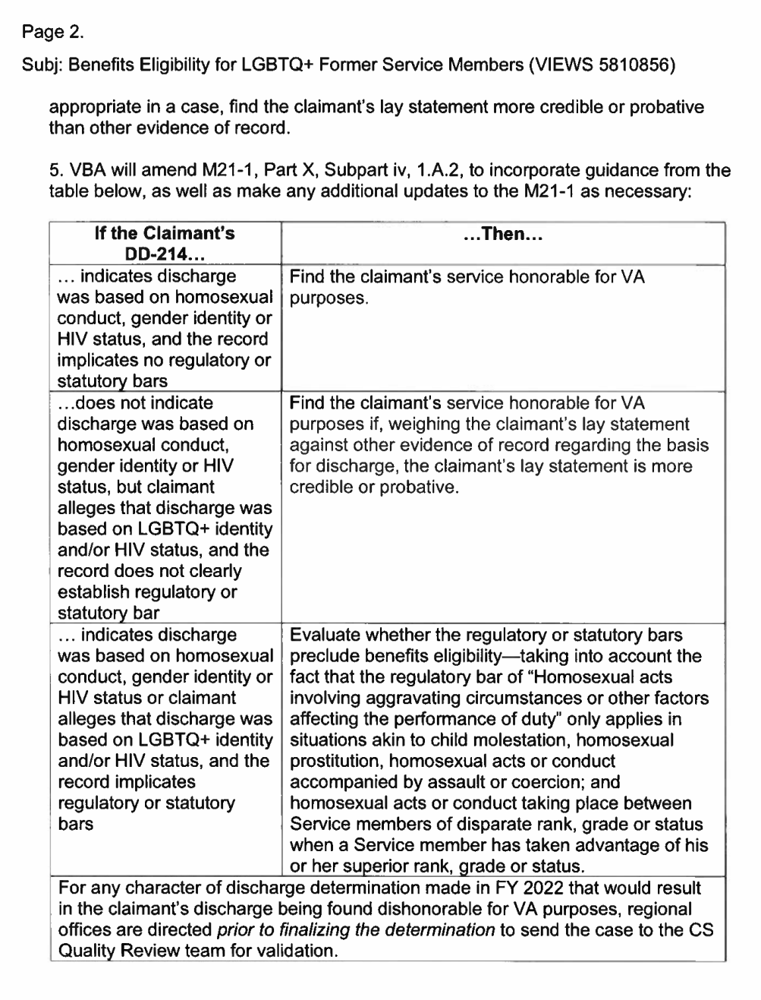 Page 2.
Subj: Benefits Eligibility for LGBTQ+ Former Service Members (VIEWS 5810856)
appropriate in a case, find the claimant's lay statement more credible or probative
than other evidence of record.
5. VBA will amend M21-1, Part X, Subpart iv, 1.A.2, to incorporate guidance from the
table below, as well as make any additional updates to the M21-1 as necessary:
If the Claimant's
DD-214...
...Then...
... indicates discharge
was based on homosexual
conduct, gender identity or
HIV status, and the record
implicates no regulatory or
statutory bars
Find the claimant's service honorable for VA
purposes.
...does not indicate
discharge was based on
homosexual conduct,
gender identity or HIV
status, but claimant
alleges that discharge was
based on LGBTQ+ identity
and/or HIV status, and the
record does not clearly
establish regulatory or
statutory bar
Find the claimant's service honorable for VA
purposes if, weighing the claimant's lay statement
against other evidence of record regarding the basis
for discharge, the claimant's lay statement is more
credible or probative.
... indicates discharge
was based on homosexual
conduct, gender identity or
HIV status or claimant
alleges that discharge was
based on LGBTQ+ identity
and/or HIV status, and the
record implicates
regulatory or statutory
bars
Evaluate whether the regulatory or statutory bars
preclude benefits eligibility—taking into account the
fact that the regulatory bar of "Homosexual acts
involving aggravating circumstances or other factors
affecting the performance of duty" only applies in
situations akin to child molestation, homosexual
prostitution, homosexual acts or conduct
accompanied by assault or coercion; and
homosexual acts or conduct taking place between
Service members of disparate rank, grade or status
when a Service member has taken advantage of his
or her superior rank, grade or status.
For any character of discharge determination made in FY 2022 that would result
in the claimant's discharge being found dishonorable for VA purposes, regional
offices are directed prior to finalizing the determination to send the case to the CS
Quality Review team for validation.